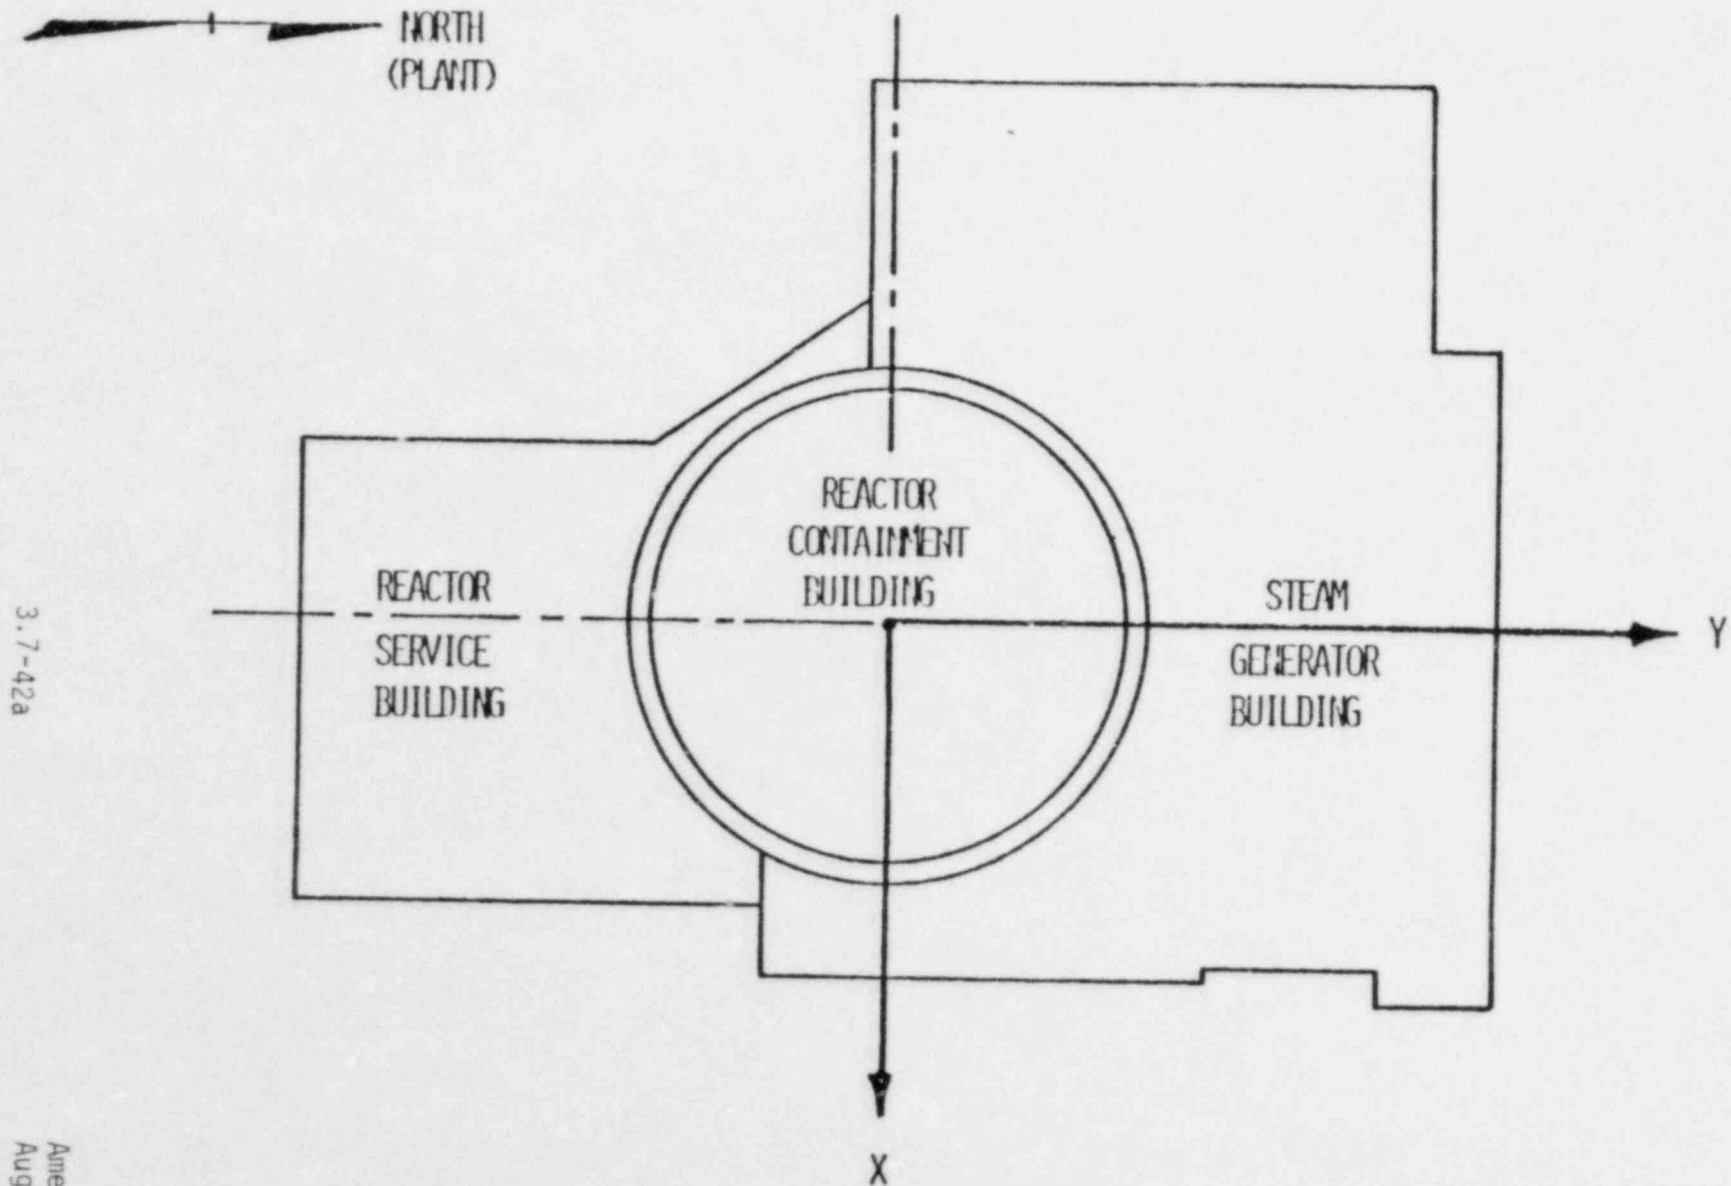 NORTH
(PLANT)
REACTOR
CONTAINMENT
BUILDING
REACTOR
SERVICE
BUILDING
STEAM
GENERATOR
BUILDING
Y
X
3.7-42a